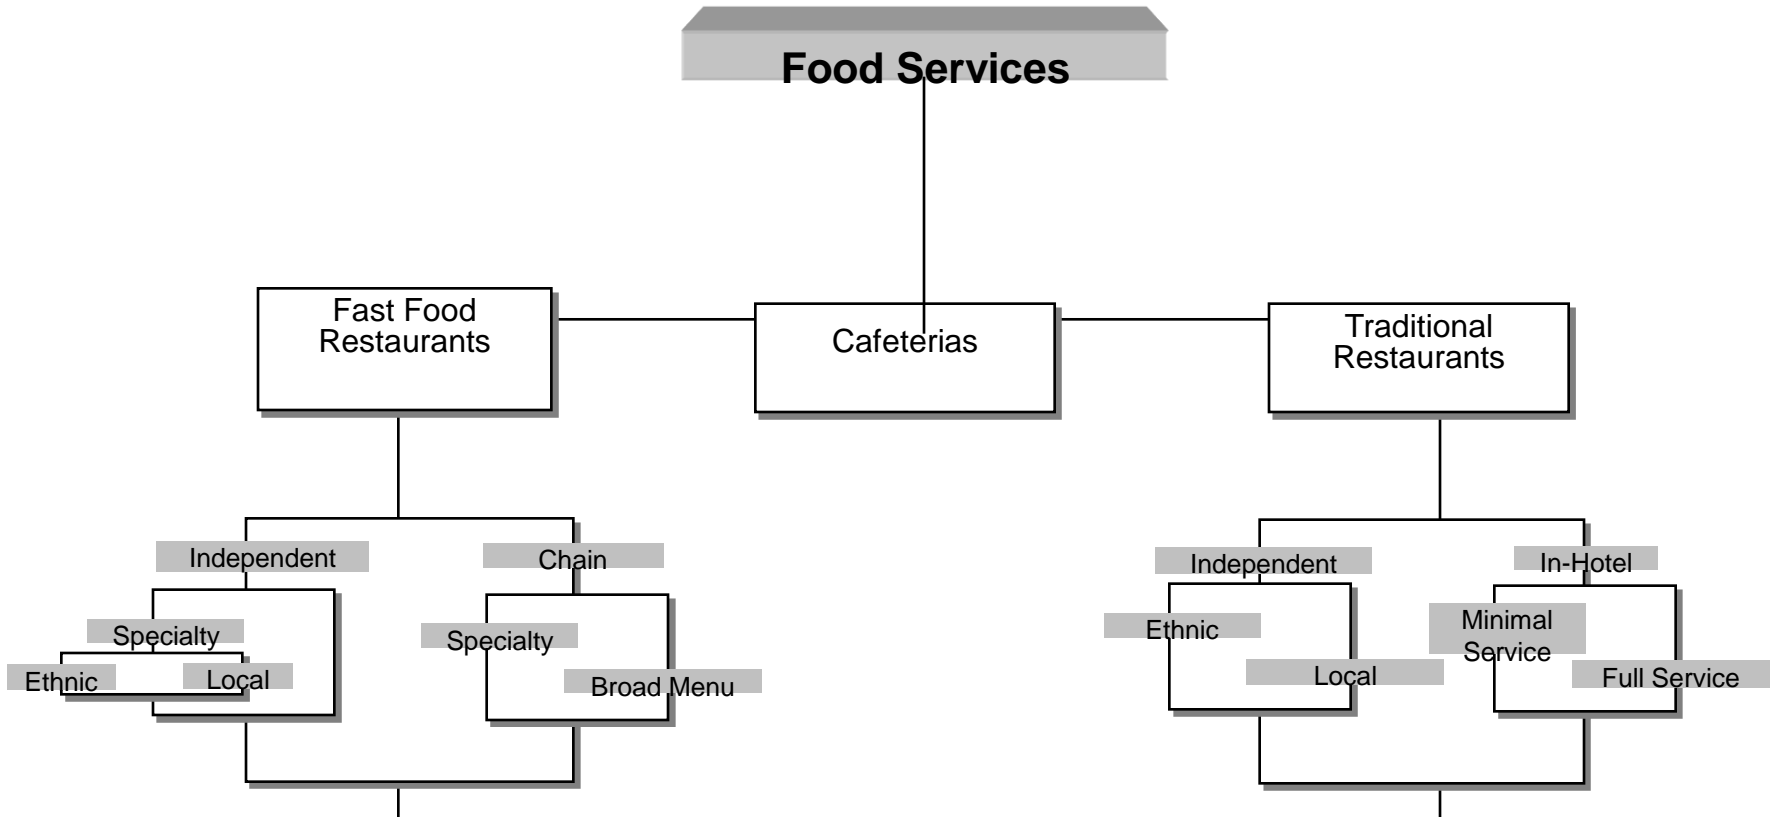 Food Services
Fast Food
Restaurants
Cafeterias
Traditional
Restaurants
Independent
Chain
Independent
In-Hotel
Specialty
Specialty
Ethnic
Minimal
Service
Ethnic
Local
Broad Menu
Local
Full Service